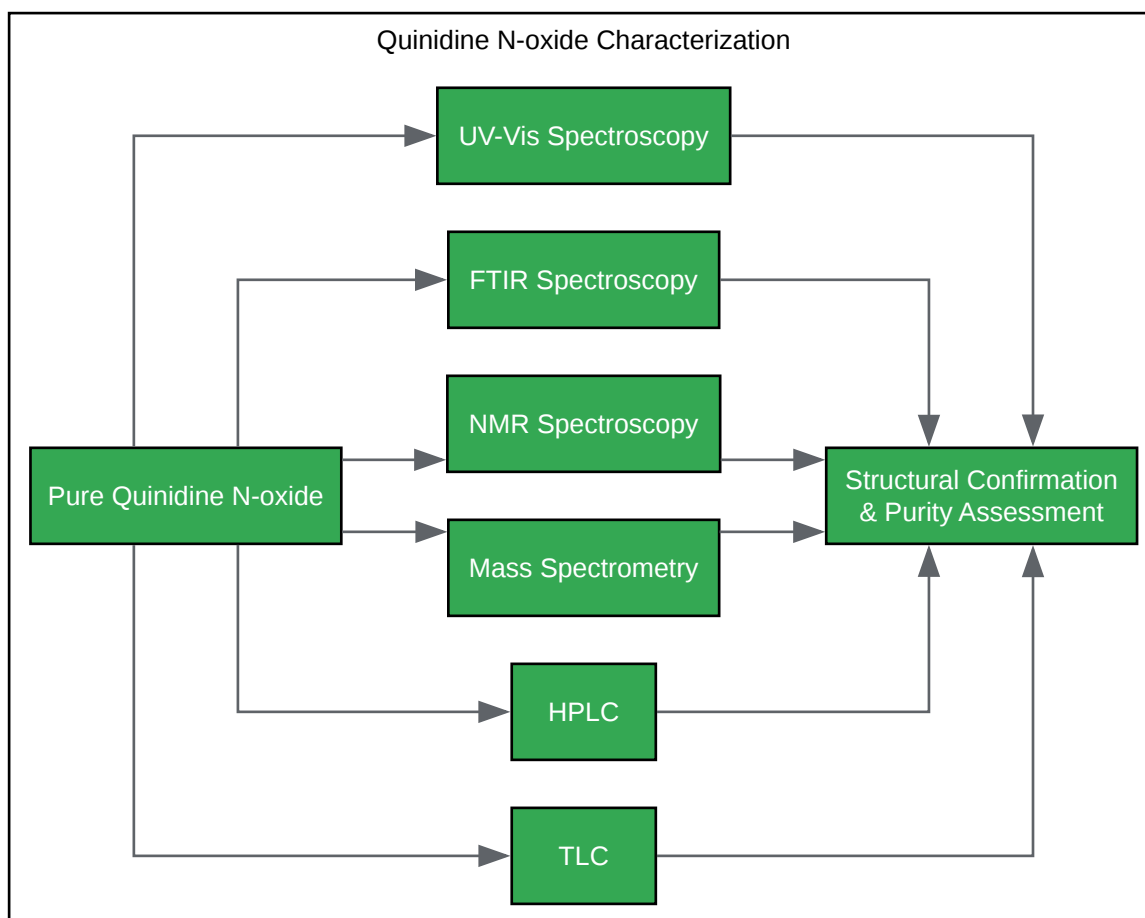 Quinidine N-oxide Characterization
UV-Vis Spectroscopy
FTIR Spectroscopy
NMR Spectroscopy
Pure Quinidine N-oxide
Structural Confirmation
& Purity Assessment
Mass Spectrometry
HPLC
TLC